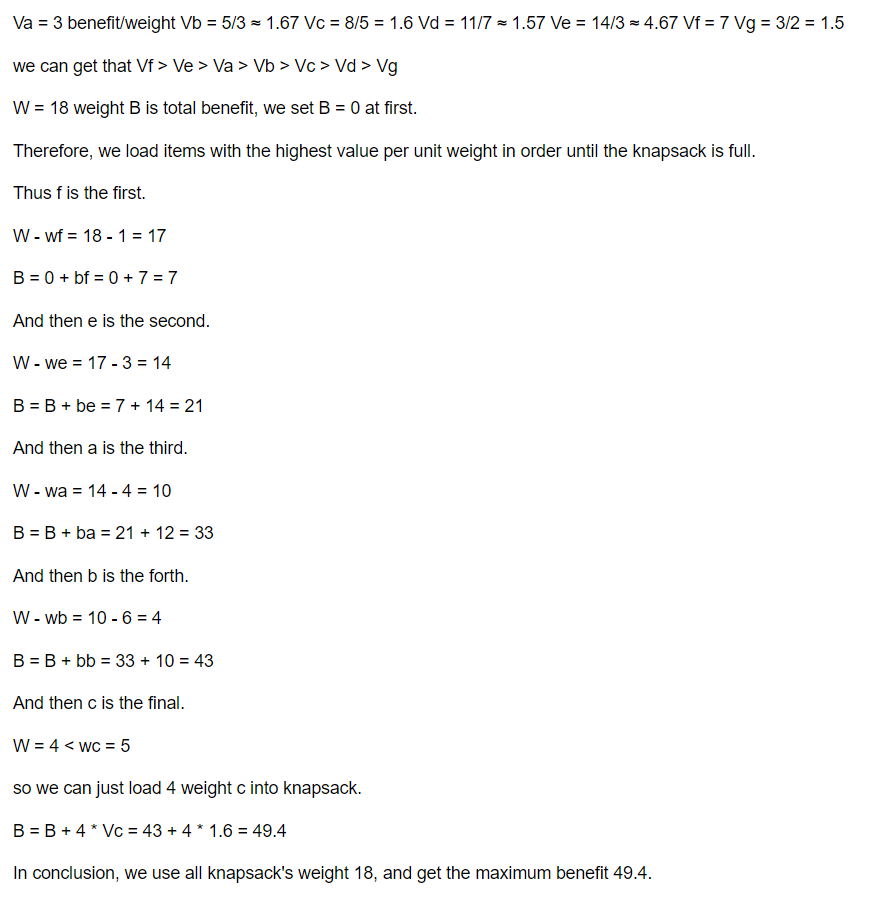 Va = 3 benefit/weight Vb = 5/3 ≈ 1.67 Vc = 8/5 = 1.6 Vd = 11/7 ≈ 1.57 Ve = 14/3 ≈ 4.67 Vf = 7 Vg = 3/2 = 1.5
we can get that Vf > Ve > Va > Vb > Vc > Vd > Vg
W = 18 weight B is total benefit, we set B = 0 at first.
Therefore, we load items with the highest value per unit weight in order until the knapsack is full.
Thus f is the first.
W - wf = 18 - 1 = 17
B = 0 + bf = 0 + 7 = 7
And then e is the second.
W - we = 17 - 3 = 14
B = B + be = 7 + 14 = 21
And then a is the third.
W - wa = 14 - 4 = 10
B = B + ba = 21 + 12 = 33
And then b is the forth.
W - wb = 10 - 6 = 4
B = B + bb = 33 + 10 = 43
And then c is the final.
W = 4 < wc = 5
so we can just load 4 weight c into knapsack.
B = B + 4 * Vc = 43 + 4 * 1.6 = 49.4
In conclusion, we use all knapsack's weight 18, and get the maximum benefit 49.4.